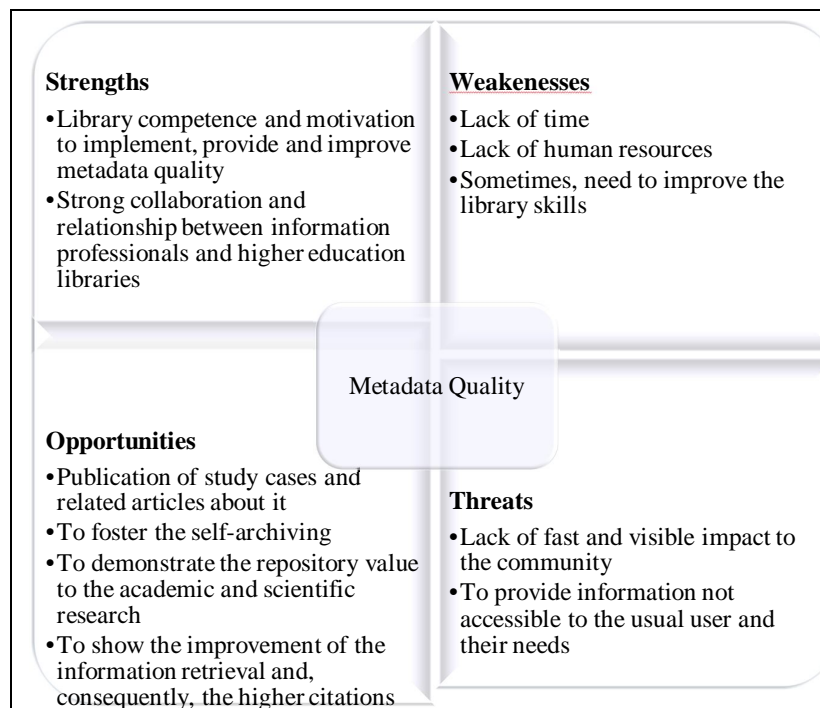 Strengths
•Library competence and motivation
to implement, provide and improve
metadata quality
•Strong collaboration and
relationship between information
professionals and higher education
libraries
Weakenesses
•Lack of time
•Lack of human resources
•Sometimes, need to improve the
library skills
Metadata Quality
Opportunities
•Publication of study cases and
related articles about it
•To foster the self-archiving
•To demonstrate the repository value
to the academic and scientific
research
•To show the improvement of the
information retrieval and,
consequently, the higher citations
Threats
•Lack of fast and visible impact to
the community
•To provide information not
accessible to the usual user and
their needs